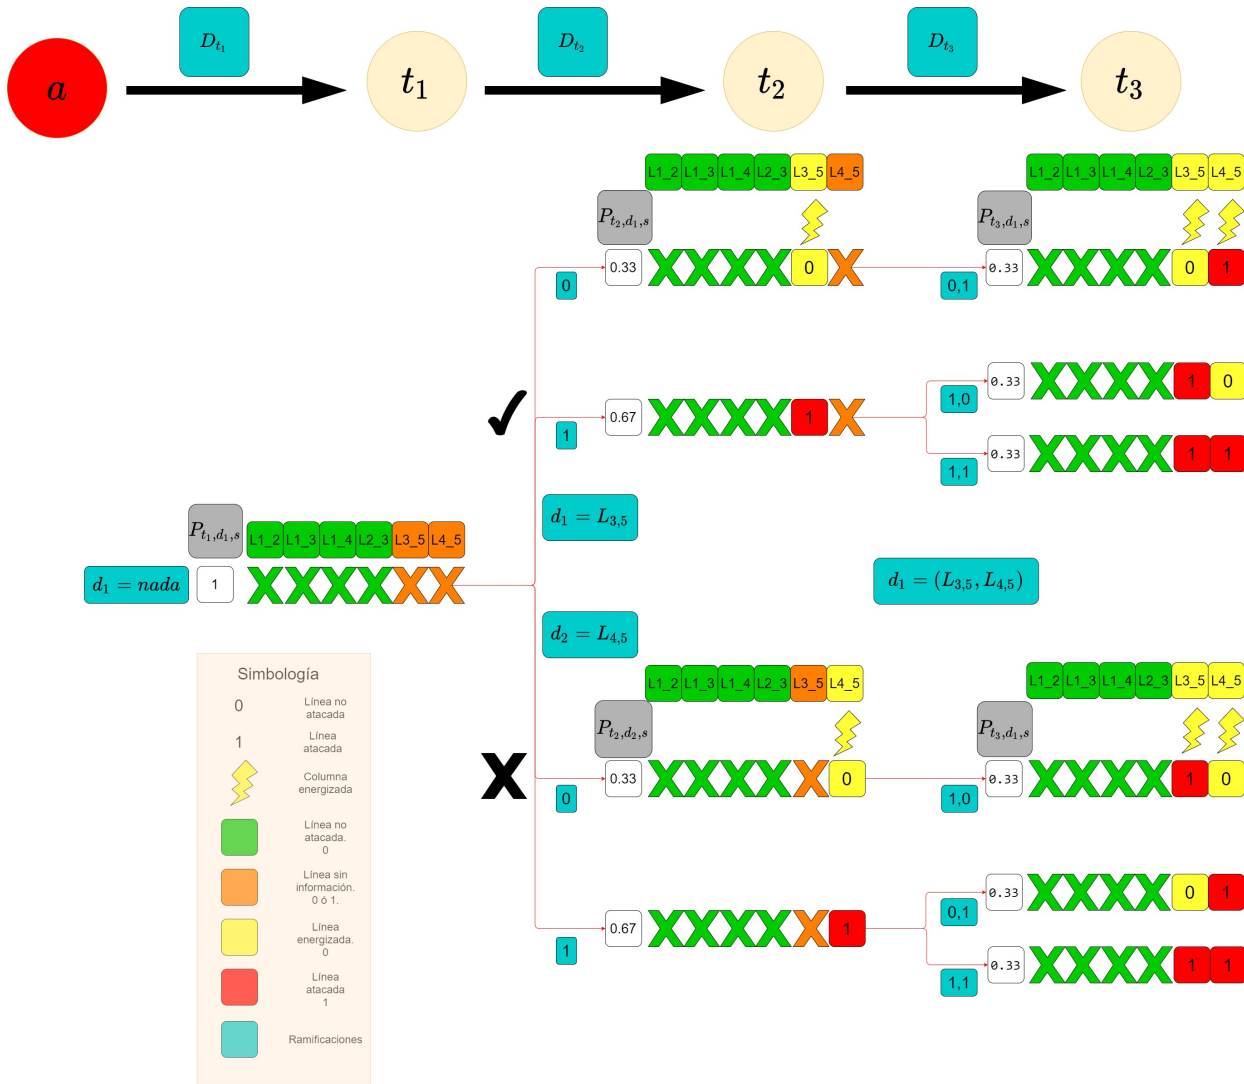 a
D_{t_1}
t_1
D_{t_2}
t_2
D_{t_3}
t_3
L1_2 L1_3 L1_4 L2_3 L3_5 L4_5
P_{t_2,d_1,s}
0.33 0
0
L1_2 L1_3 L1_4 L2_3 L3_5 L4_5
P_{t_3,d_1,s}
0.33 0 1
0,1
0.67 1
1
0.33 1 0
1,0
0.33 1 1
1,1
d_1 = L_{3,5}
P_{t_1,d_1,s}
L1_2 L1_3 L1_4 L2_3 L3_5 L4_5
d_1 = nada
1
d_1 = (L_{3,5}, L_{4,5})
d_2 = L_{4,5}
L1_2 L1_3 L1_4 L2_3 L3_5 L4_5
P_{t_2,d_2,s}
0.33 0
0
L1_2 L1_3 L1_4 L2_3 L3_5 L4_5
P_{t_3,d_1,s}
0.33 1 0
1,0
0.67 1
1
0.33 0 1
0,1
0.33 1 1
1,1
Simbología
0
Línea no
atacada
1
Línea
atacada
Columna
energizada
Línea no
atacada.
0
Línea sin
información.
0 ó 1.
Línea
energizada.
0
Línea
atacada
1
Ramificaciones